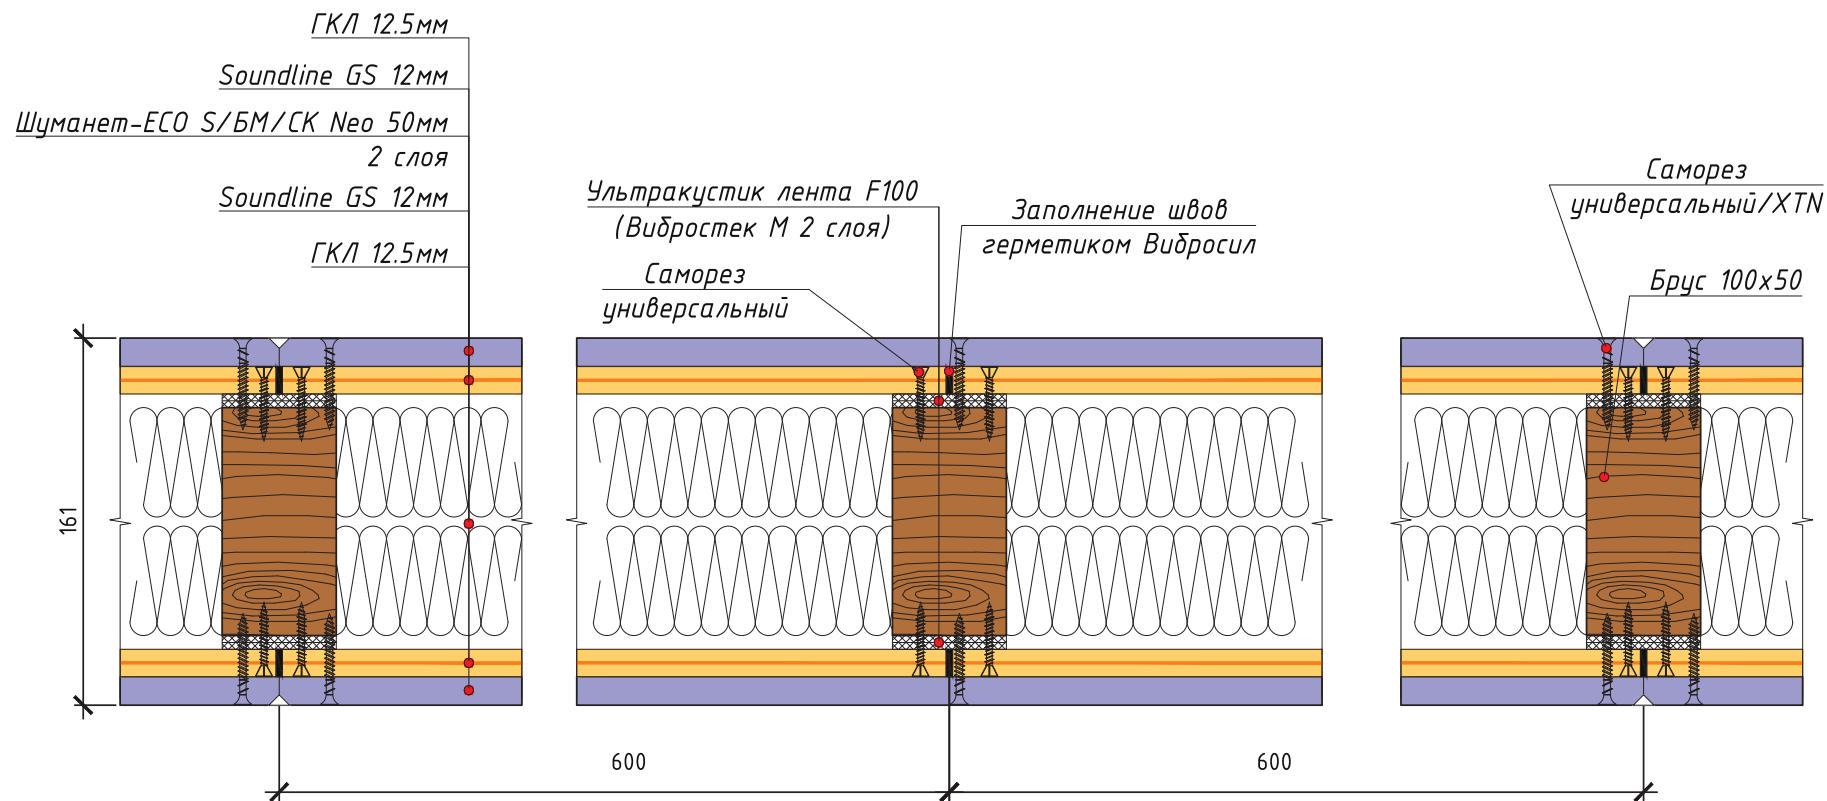 ГКЛ 12.5мм
Soundline GS 12мм
Шуманет-ECO S/БМ/СК Neo 50мм
2 слоя
Soundline GS 12мм
ГКЛ 12.5мм
Ультракустик лента F100
(Вибростек М 2 слоя)
Саморез
универсальный
Заполнение швов
герметиком Вибросил
Саморез
универсальный/XTN
Брус 100х50
161
600
600